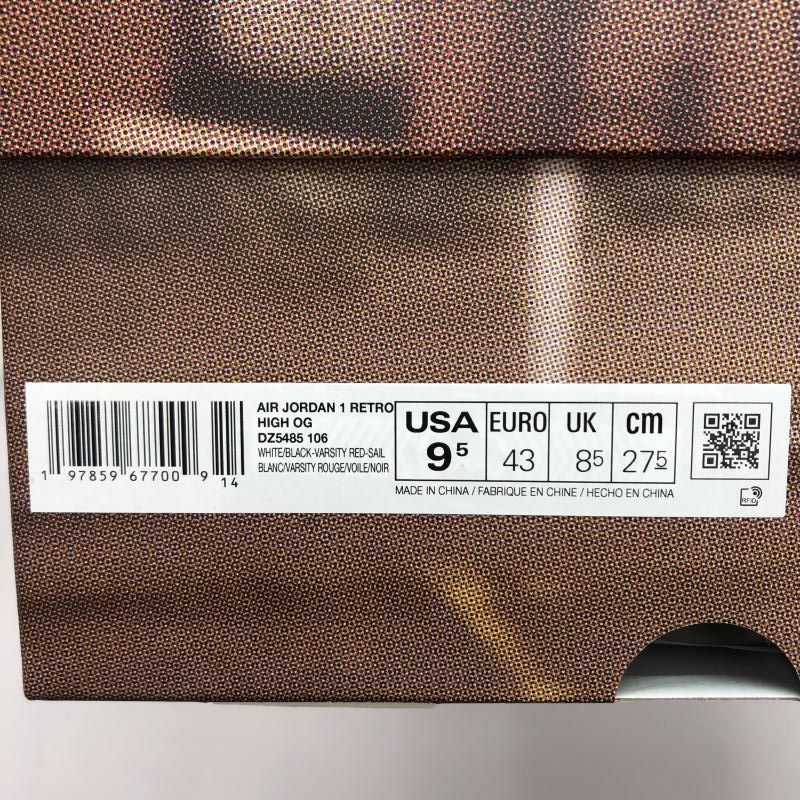 1 97859 67700 9 14
AIR JORDAN 1 RETRO
HIGH OG
DZ5485 106
WHITE/BLACK-VARSITY RED-SAIL
BLANC/VARSITY ROUGE/VOILE/NOIR
USA EURO UK cm
9⁵ 43 8⁵ 27⁵
MADE IN CHINA / FABRIQUE EN CHINE / HECHO EN CHINA
RFID